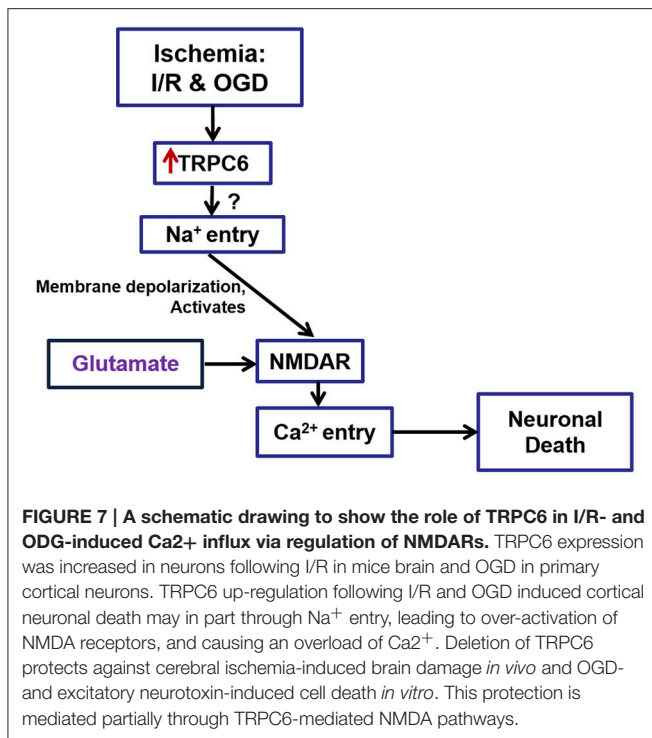 Ischemia:
I/R & OGD
↑TRPC6
?
Na⁺ entry
Membrane depolarization,
Activates
Glutamate
NMDAR
Ca²⁺ entry
Neuronal
Death
FIGURE 7 | A schematic drawing to show the role of TRPC6 in I/R- and
ODG-induced Ca2+ influx via regulation of NMDARs. TRPC6 expression
was increased in neurons following I/R in mice brain and OGD in primary
cortical neurons. TRPC6 up-regulation following I/R and OGD induced cortical
neuronal death may in part through Na⁺ entry, leading to over-activation of
NMDA receptors, and causing an overload of Ca²⁺. Deletion of TRPC6
protects against cerebral ischemia-induced brain damage in vivo and OGD-
and excitatory neurotoxin-induced cell death in vitro. This protection is
mediated partially through TRPC6-mediated NMDA pathways.